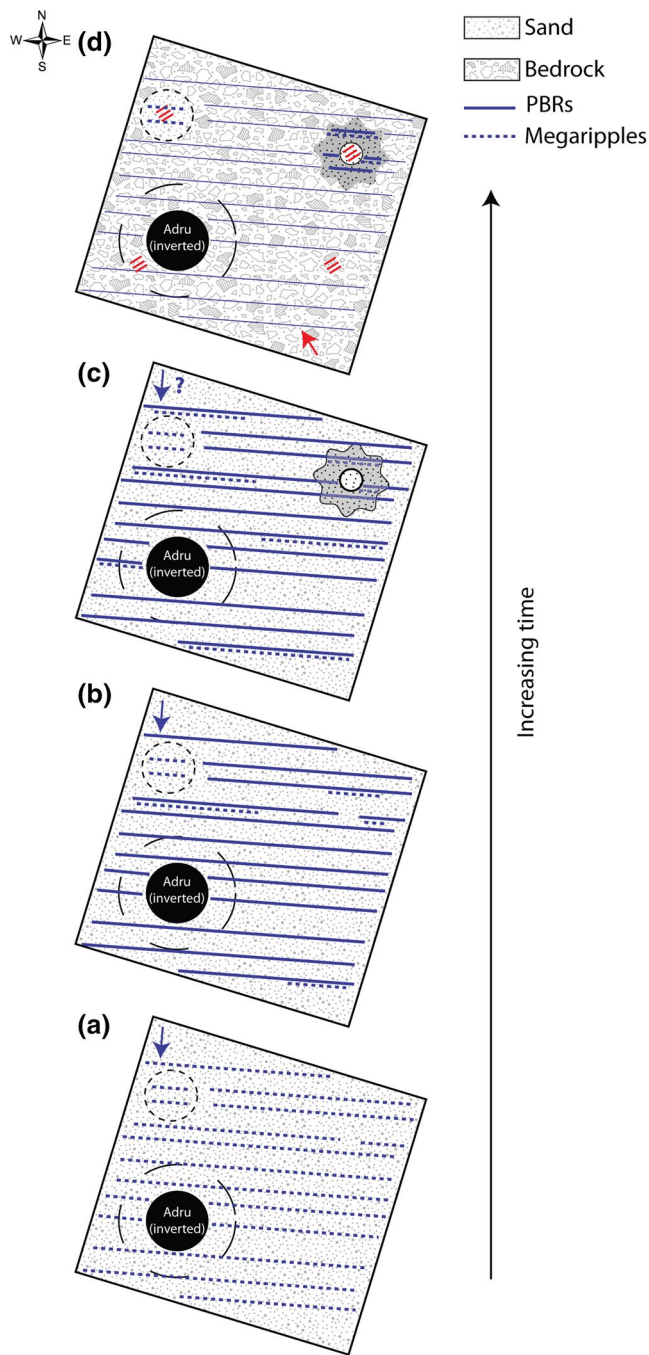 N
W E
S
(d)
Sand
Bedrock
PBRs
Megaripples
Adru
(inverted)
(c)
?
Adru
(inverted)
Increasing time
(b)
Adru
(inverted)
(a)
Adru
(inverted)